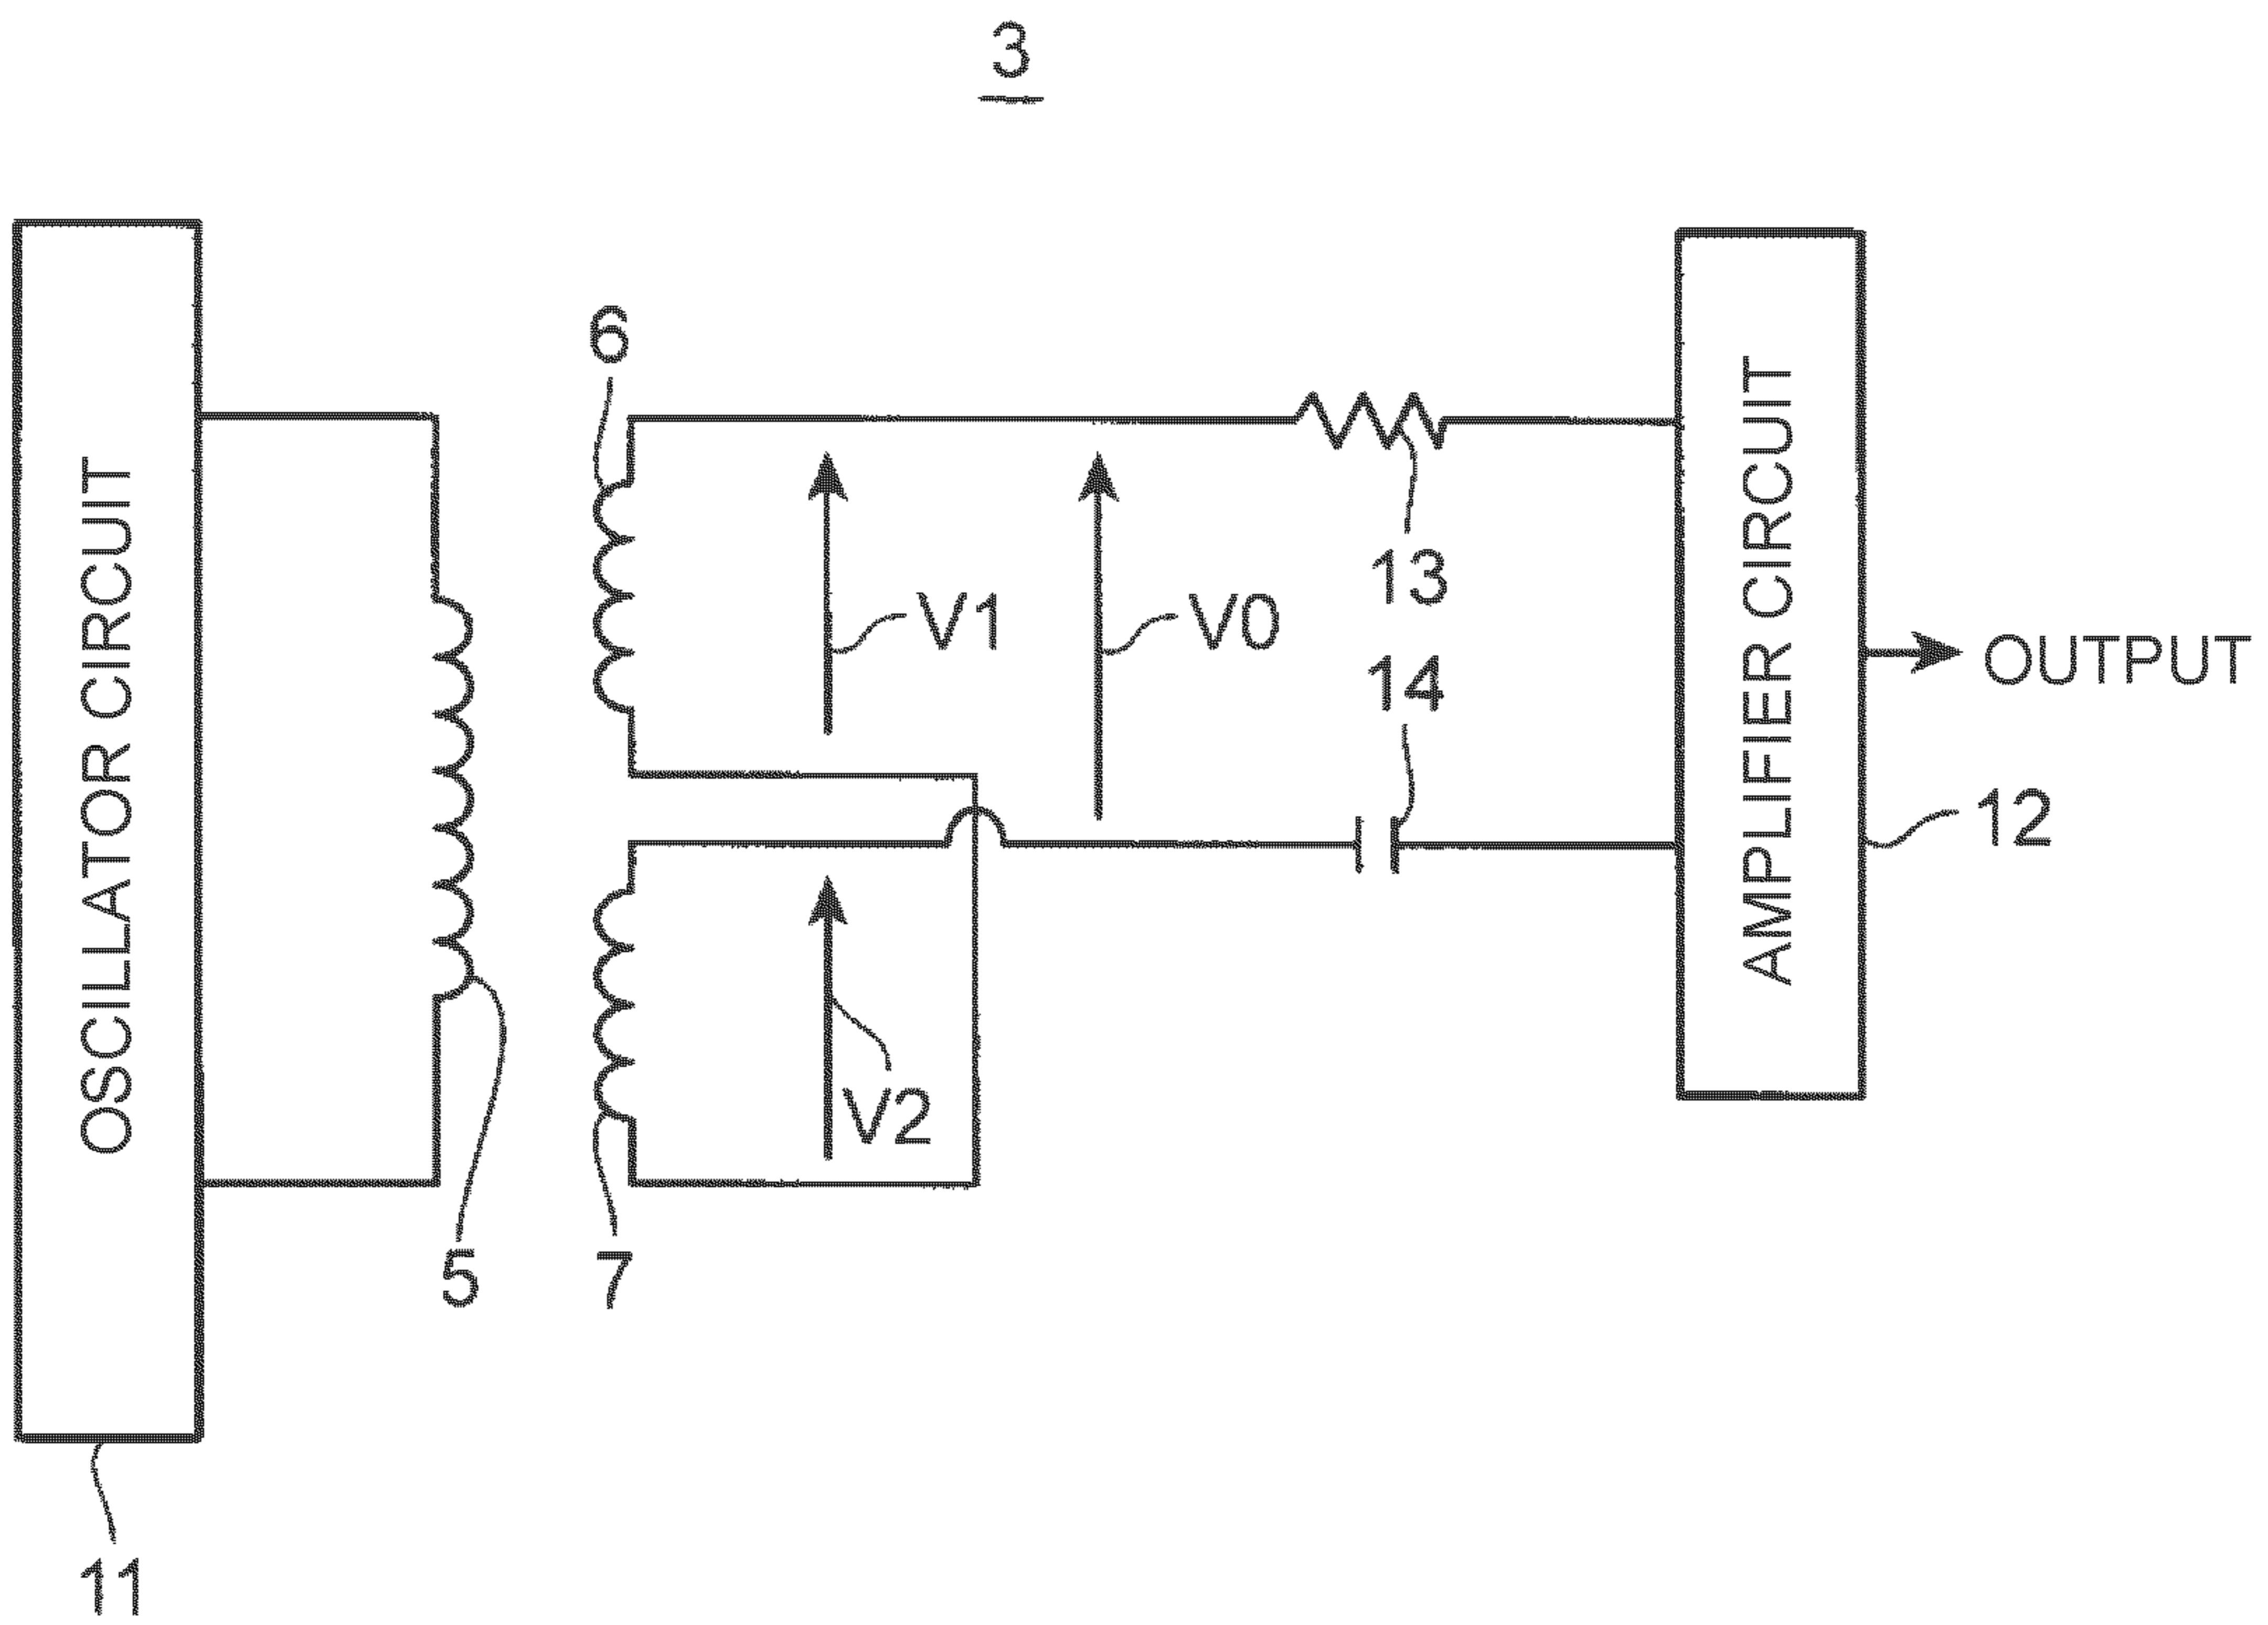 3
OSCILLATOR CIRCUIT
6
V1
V0
13
14
AMPLIFIER CIRCUIT
OUTPUT
12
V2
5
7
11